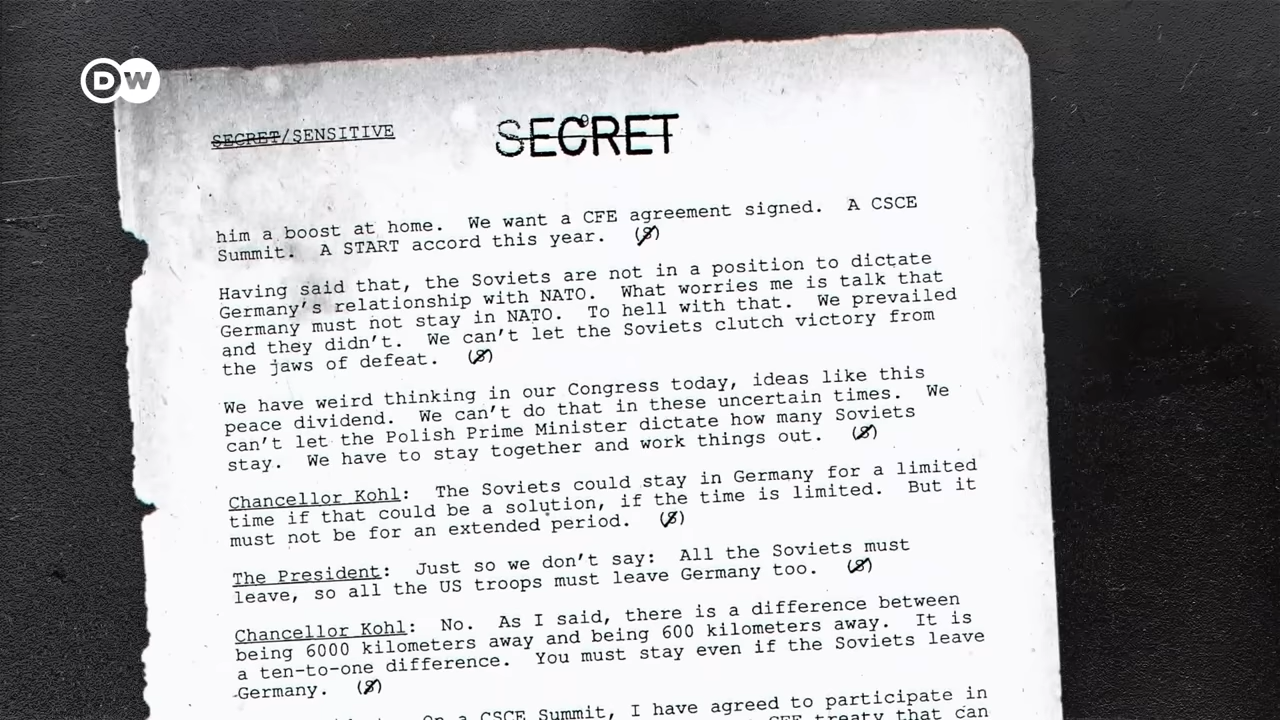 DW
SECRET/SENSITIVE
SECRET
9
him a boost at home. We want a CFE agreement signed. A CSCE
Summit. A START accord this year. (S)
Having said that, the Soviets are not in a position to dictate
Germany's relationship with NATO. What worries me is talk that
Germany must not stay in NATO. To hell with that. We prevailed
and they didn't. We can't let the Soviets clutch victory from
the jaws of defeat. (S)
We have weird thinking in our Congress today, ideas like this
peace dividend. We can't do that in these uncertain times. We
can't let the Polish Prime Minister dictate how many Soviets
stay. We have to stay together and work things out. (S)
Chancellor Kohl: The Soviets could stay in Germany for a limited
time if that could be a solution, if the time is limited. But it
must not be for an extended period. (S)
The President: Just so we don't say: All the Soviets must
leave, so all the US troops must leave Germany too. (S)
Chancellor Kohl: No. As I said, there is a difference between
being 6000 kilometers away and being 600 kilometers away. It is
a ten-to-one difference. You must stay even if the Soviets leave
Germany. (S)
On a CSCE Summit, I have agreed to participate in
CFE treaty that can